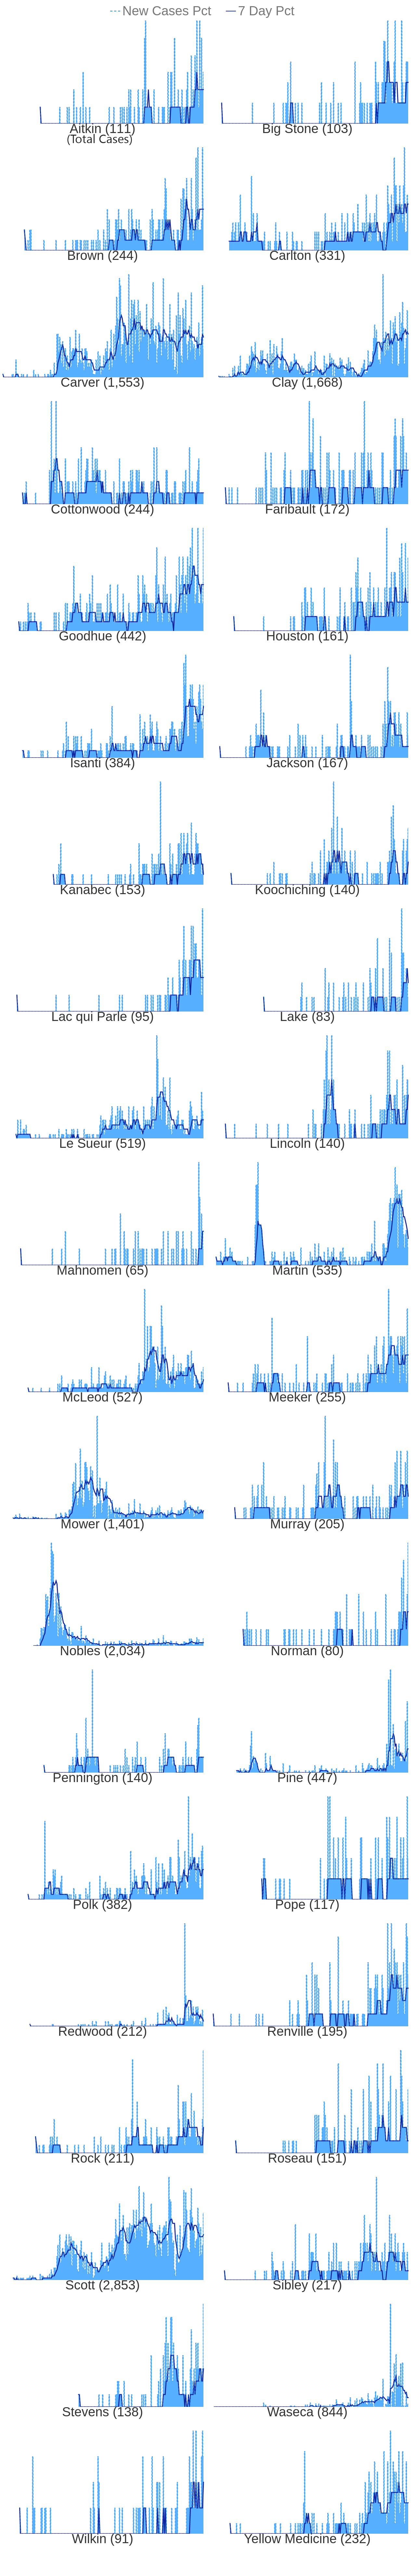 New Cases Pct 7 Day Pct
Aitkin (111) Big Stone (103)
(Total Cases)
Brown (244) Carlton (331)
Carver (1,553) Clay (1,668)
Cottonwood (244) Faribault (172)
Goodhue (442) Houston (161)
Isanti (384) Jackson (167)
Kanabec (153) Koochiching (140)
Lac qui Parle (95) Lake (83)
Le Sueur (519) Lincoln (140)
Mahnomen (65) Martin (535)
McLeod (527) Meeker (255)
Mower (1,401) Murray (205)
Nobles (2,034) Norman (80)
Pennington (140) Pine (447)
Polk (382) Pope (117)
Redwood (212) Renville (195)
Rock (211) Roseau (151)
Scott (2,853) Sibley (217)
Stevens (138) Waseca (844)
Wilkin (91) Yellow Medicine (232)